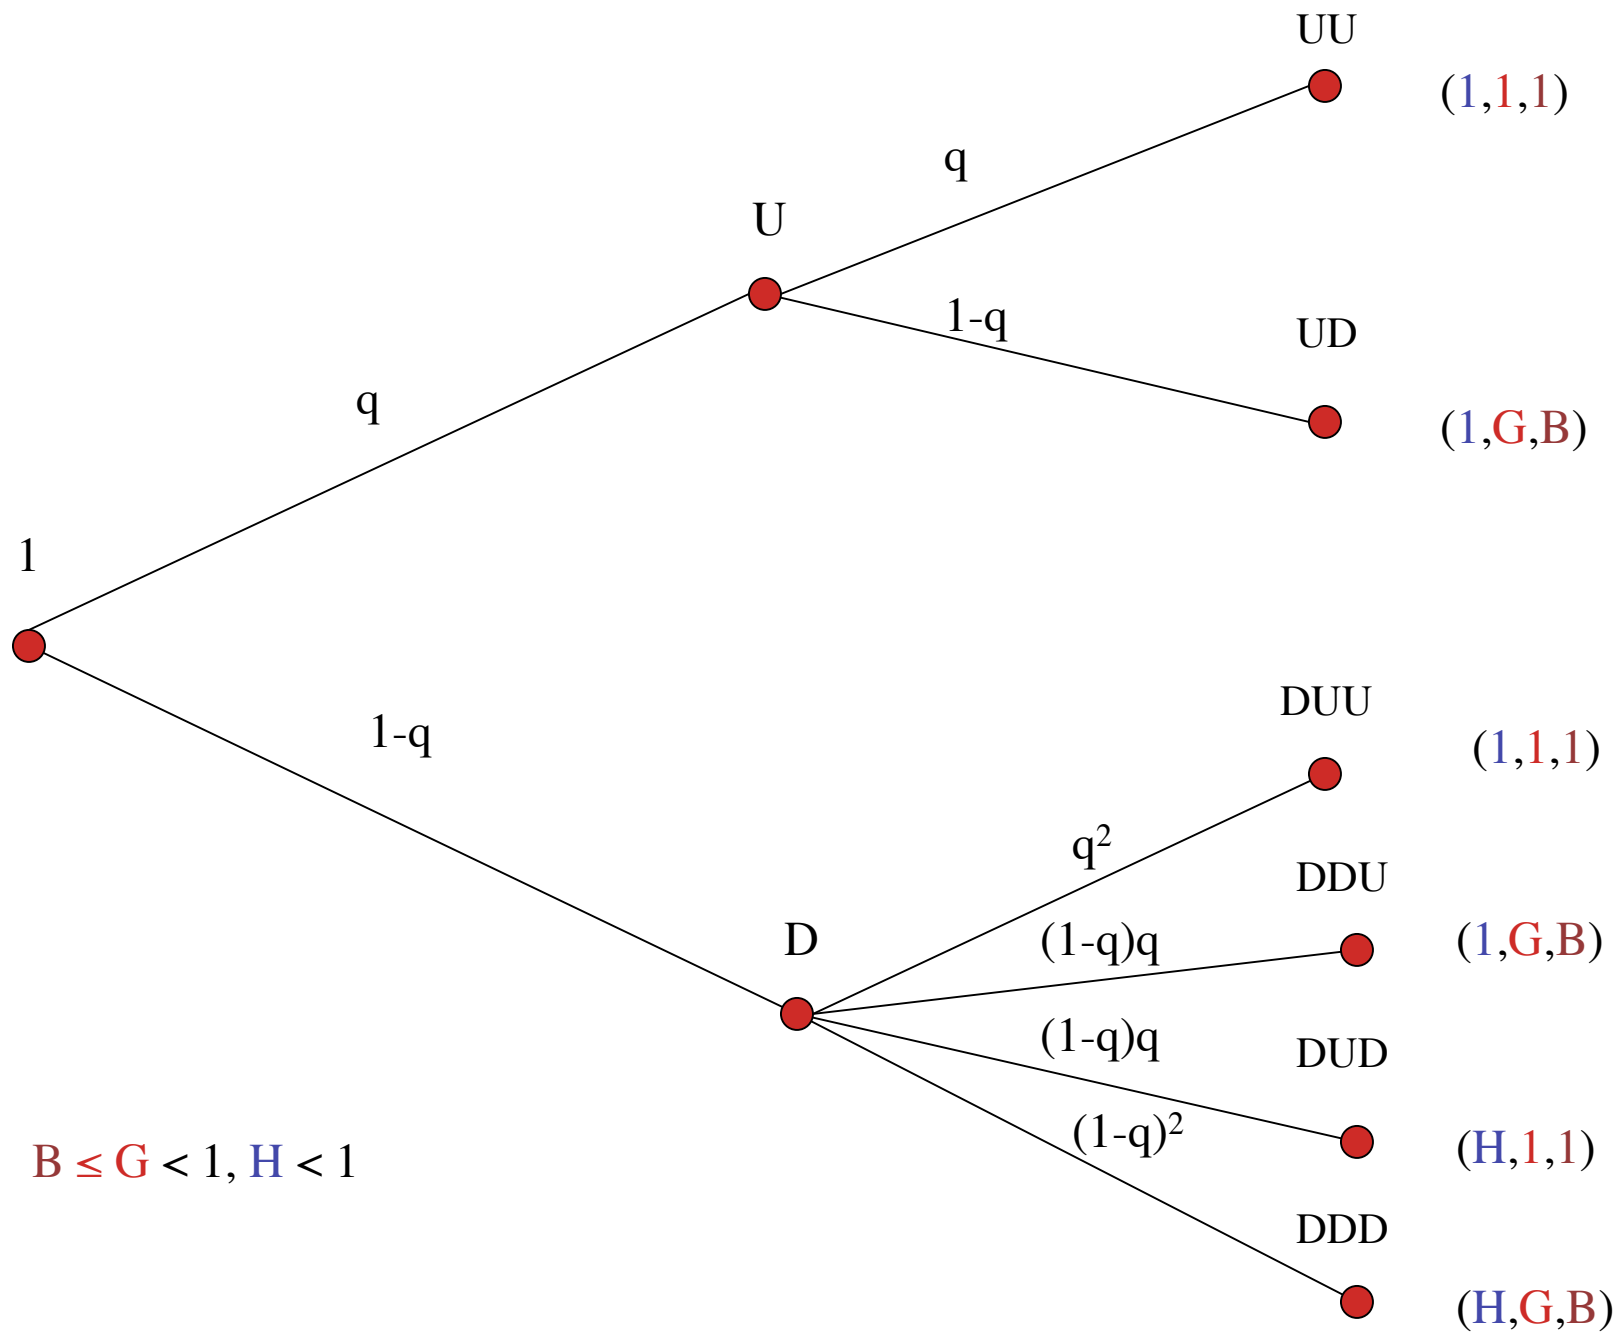 UU
(1,1,1)
q
U
1-q
UD
(1,G,B)
q
1
1-q
DUU
(1,1,1)
q²
DDU
D
(1-q)q
(1,G,B)
(1-q)q
DUD
(1-q)²
(H,1,1)
B ≤ G < 1, H < 1
DDD
(H,G,B)